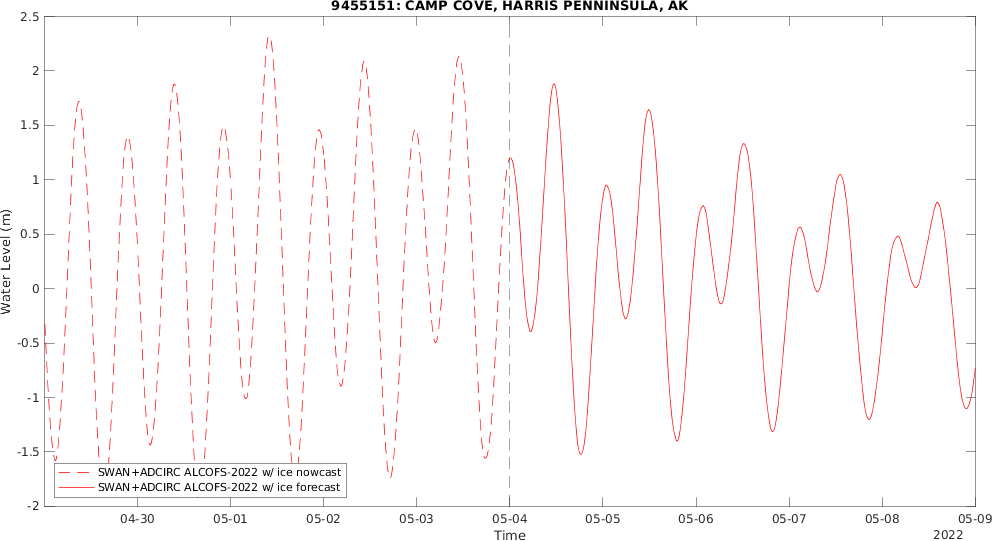 9455151: CAMP COVE, HARRIS PENNINSULA, AK
2.5
2
1.5
1
0.5
0
-0.5
-1
-1.5
-2
Water Level (m)
SWAN+ADCIRC ALCOFS-2022 w/ ice nowcast
SWAN+ADCIRC ALCOFS-2022 w/ ice forecast
04-30 05-01 05-02 05-03 05-04 05-05 05-06 05-07 05-08 05-09
Time
2022